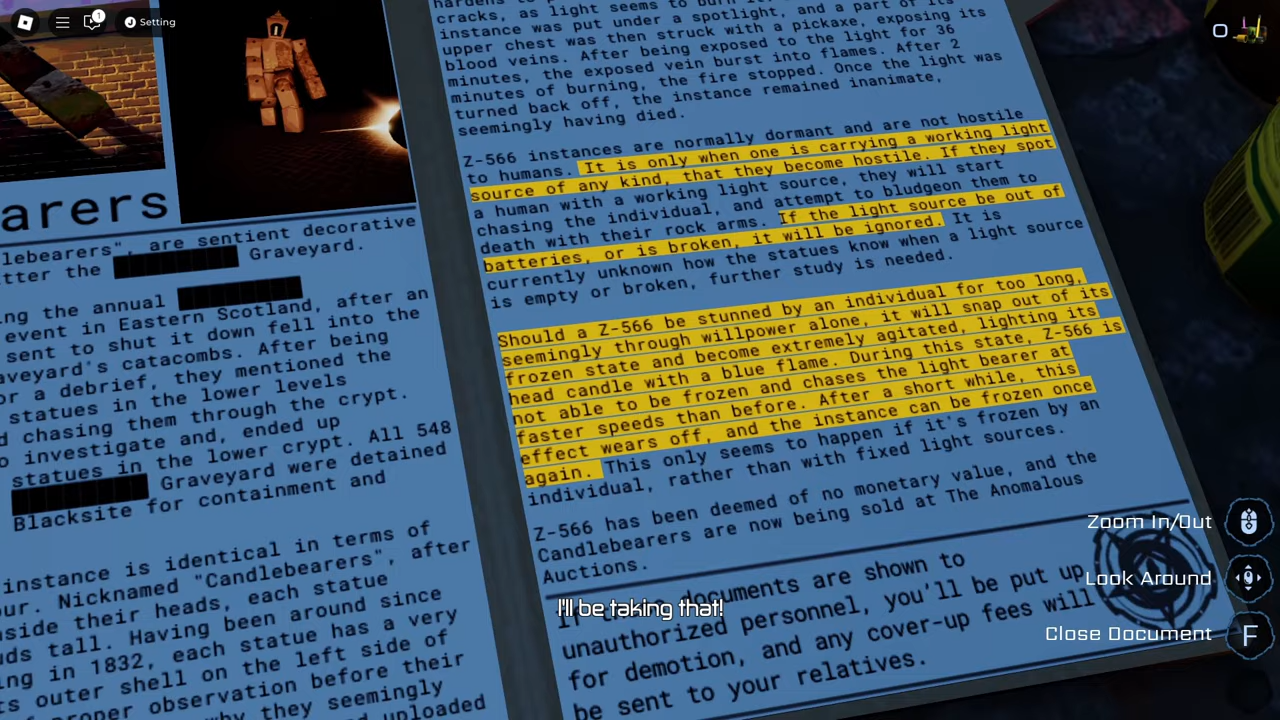 1
Setting
arers
lebearers", are sentient decorative
tter the Graveyard.
ing the annual
event in Eastern Scotland, after an
sent to shut it down fell into the
aveyard's catacombs. After being
or a debrief, they mentioned the
statues in the lower levels
d chasing them through the crypt.
o investigate and, ended up
statues in the lower crypt. All 548
Graveyard were detained
Blacksite for containment and
instance is identical in terms of
our. Nicknamed "Candlebearers", after
nside their heads, each statue
uds tall. Having been around since
ing in 1832, each statue has a very
ts outer shell on the left side of
proper observation before their
why they seemingly
uploaded
cracks, as light seems to burn
instance was put under a spotlight, and a part of its
upper chest was then struck with a pickaxe, exposing its
blood veins. After being exposed to the light for 36
minutes, the exposed vein burst into flames. After 2
minutes of burning, the fire stopped. Once the light was
turned back off, the instance remained inanimate,
seemingly having died.
Z-566 instances are normally dormant and are not hostile
to humans. It is only when one is carrying a working light
source of any kind, that they become hostile. If they spot
a human with a working light source, they will start
chasing the individual, and attempt to bludgeon them to
death with their rock arms. If the light source be out of
batteries, or is broken, it will be ignored. It is
currently unknown how the statues know when a light source
is empty or broken, further study is needed.
Should a Z-566 be stunned by an individual for too long,
seemingly through willpower alone, it will snap out of its
frozen state and become extremely agitated, lighting its
head candle with a blue flame. During this state, Z-566 is
not able to be frozen and chases the light bearer at
faster speeds than before. After a short while, this
effect wears off, and the instance can be frozen once
again. This only seems to happen if it's frozen by an
individual, rather than with fixed light sources.
Z-566 has been deemed of no monetary value, and the
Candlebearers are now being sold at The Anomalous
Auctions.
documents are shown to
unauthorized personnel, you'll be put up
for demotion, and any cover-up fees will
be sent to your relatives.
I'll be taking that!
Zoom In/Out
Look Around
Close Document
F